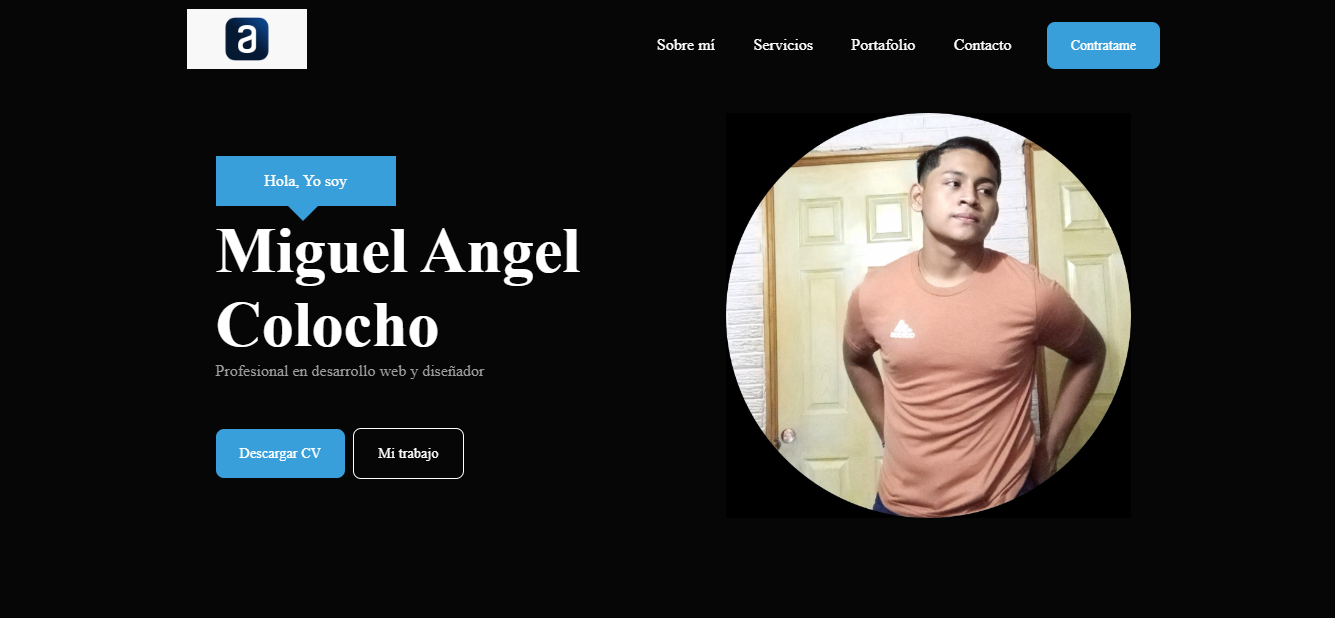 a
Sobre mí
Servicios
Portafolio
Contacto
Contratame
Hola, Yo soy
Miguel Angel
Colocho
Profesional en desarrollo web y diseñador
Descargar CV
Mi trabajo